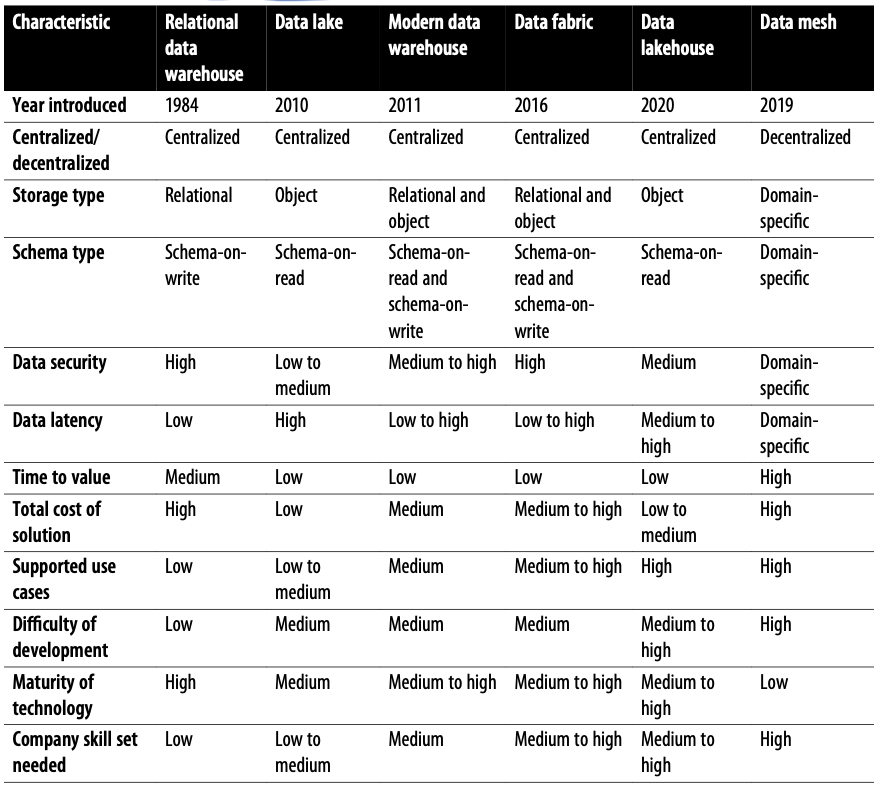 Characteristic | Relational data warehouse | Data lake | Modern data warehouse | Data fabric | Data lakehouse | Data mesh
Year introduced | 1984 | 2010 | 2011 | 2016 | 2020 | 2019
Centralized/decentralized | Centralized | Centralized | Centralized | Centralized | Centralized | Decentralized
Storage type | Relational | Object | Relational and object | Relational and object | Object | Domain-specific
Schema type | Schema-on-write | Schema-on-read | Schema-on-read and schema-on-write | Schema-on-read and schema-on-write | Schema-on-read | Domain-specific
Data security | High | Low to medium | Medium to high | High | Medium | Domain-specific
Data latency | Low | High | Low to high | Low to high | Medium to high | Domain-specific
Time to value | Medium | Low | Low | Low | Low | High
Total cost of solution | High | Low | Medium | Medium to high | Low to medium | High
Supported use cases | Low | Low to medium | Medium | Medium to high | High | High
Difficulty of development | Low | Medium | Medium | Medium | Medium to high | High
Maturity of technology | High | Medium | Medium to high | Medium to high | Medium to high | Low
Company skill set needed | Low | Low to medium | Medium | Medium to high | Medium to high | High